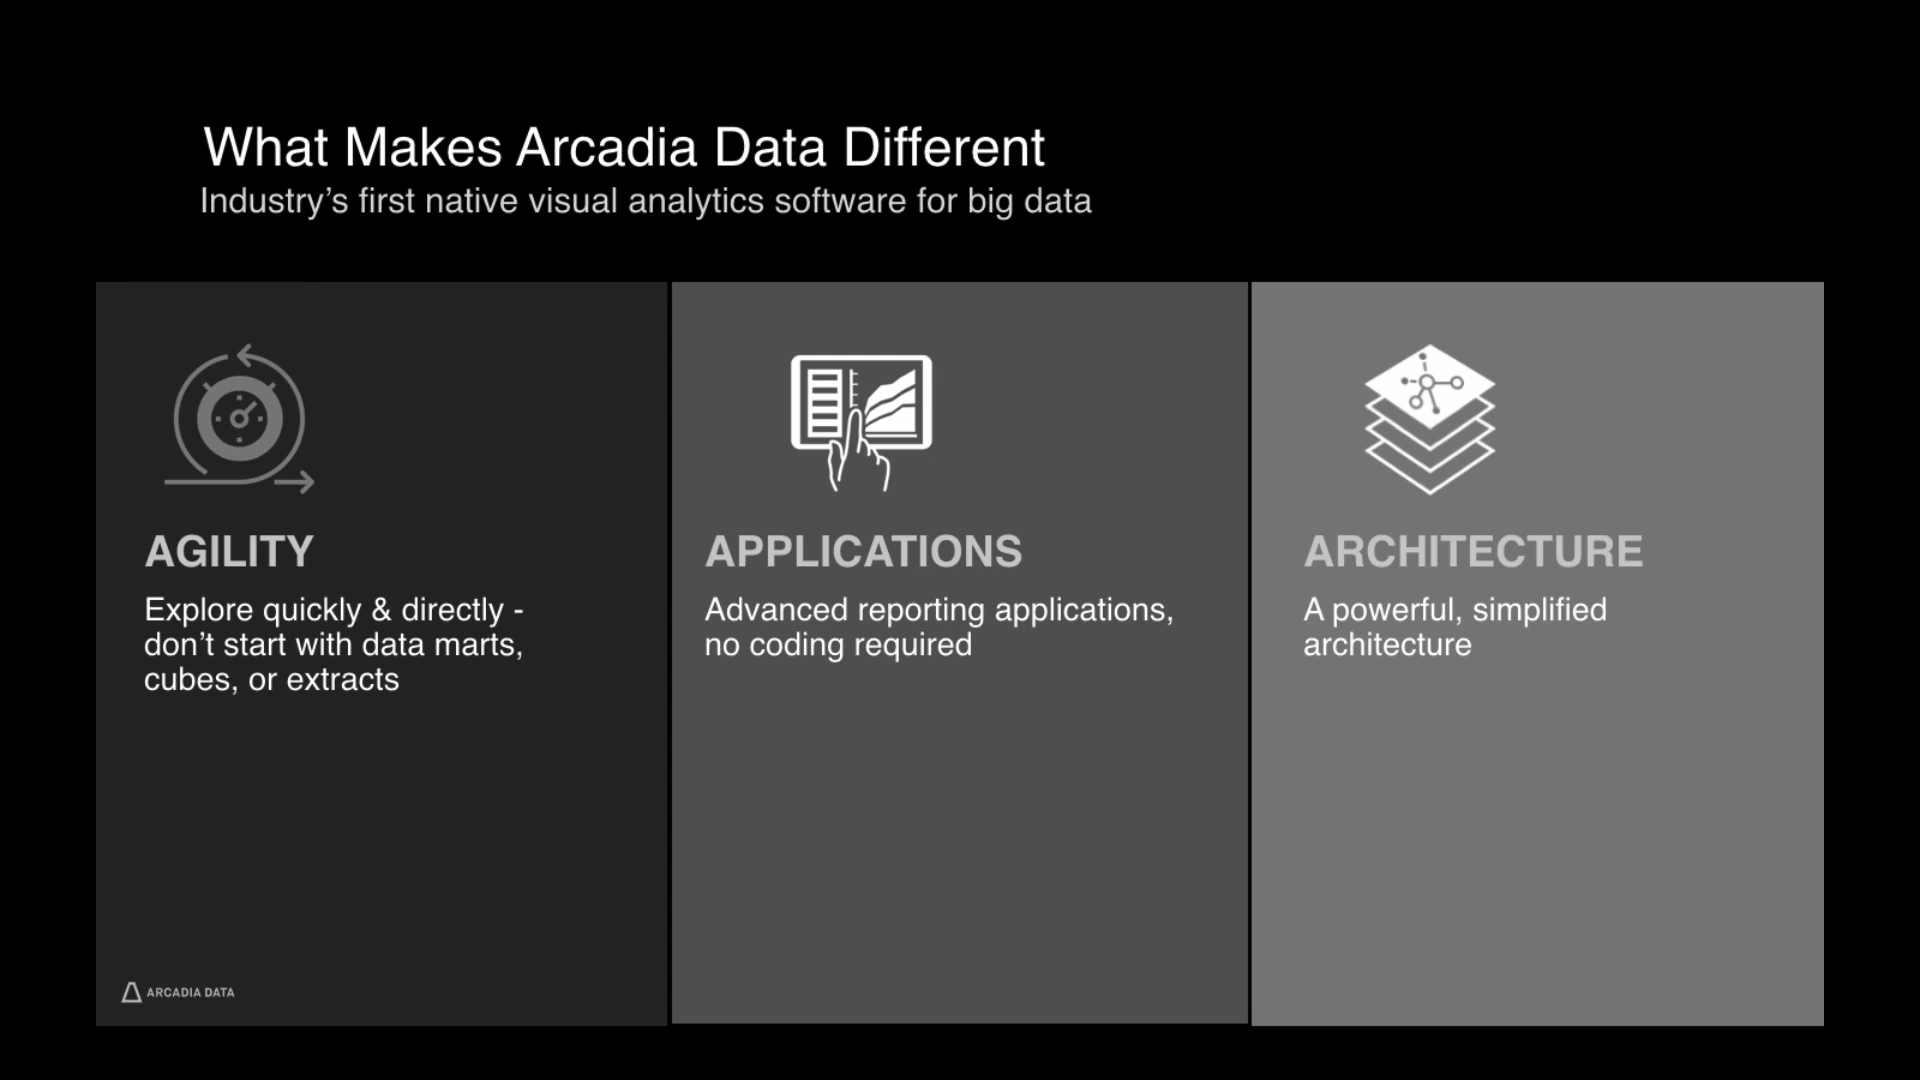 What Makes Arcadia Data Different
Industry’s first native visual analytics software for big data
AGILITY
Explore quickly & directly -
don’t start with data marts,
cubes, or extracts
APPLICATIONS
Advanced reporting applications,
no coding required
ARCHITECTURE
A powerful, simplified
architecture
ARCADIA DATA